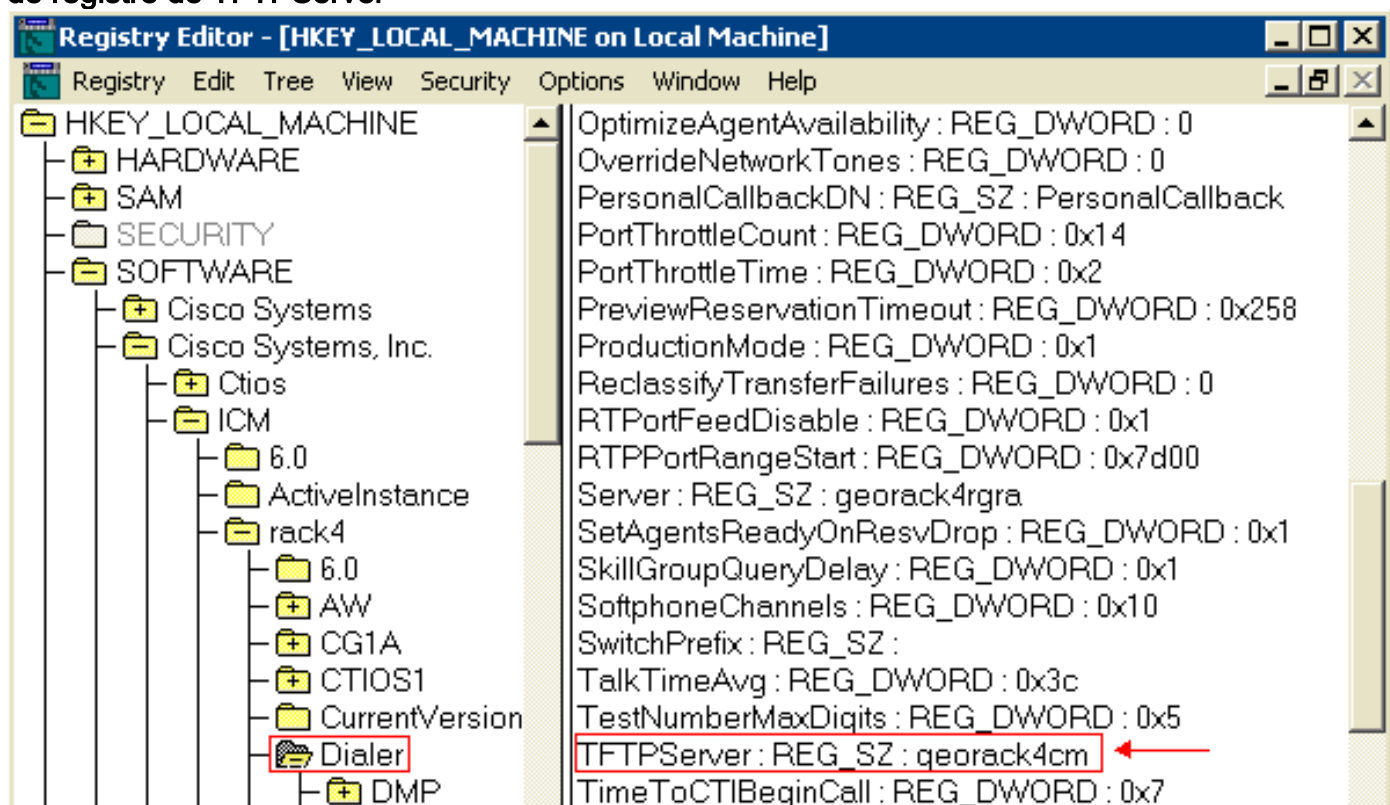 de registro do TFTPServer
Registry Editor - [HKEY_LOCAL_MACHINE on Local Machine]
Registry Edit Tree View Security Options Window Help
HKEY_LOCAL_MACHINE
HARDWARE
SAM
SECURITY
SOFTWARE
Cisco Systems
Cisco Systems, Inc.
Ctios
ICM
6.0
ActiveInstance
rack4
6.0
AW
CG1A
CTIOS1
CurrentVersion
Dialer
DMP
OptimizeAgentAvailability : REG_DWORD : 0
OverrideNetworkTones : REG_DWORD : 0
PersonalCallbackDN : REG_SZ : PersonalCallback
PortThrottleCount : REG_DWORD : 0x14
PortThrottleTime : REG_DWORD : 0x2
PreviewReservationTimeout : REG_DWORD : 0x258
ProductionMode : REG_DWORD : 0x1
ReclassifyTransferFailures : REG_DWORD : 0
RTPortFeedDisable : REG_DWORD : 0x1
RTPPortRangeStart : REG_DWORD : 0x7d00
Server : REG_SZ : georack4rgra
SetAgentsReadyOnResvDrop : REG_DWORD : 0x1
SkillGroupQueryDelay : REG_DWORD : 0x1
SoftphoneChannels : REG_DWORD : 0x10
SwitchPrefix : REG_SZ :
TalkTimeAvg : REG_DWORD : 0x3c
TestNumberMaxDigits : REG_DWORD : 0x5
TFTPServer : REG_SZ : georack4cm
TimeToCTIBeginCall : REG_DWORD : 0x7